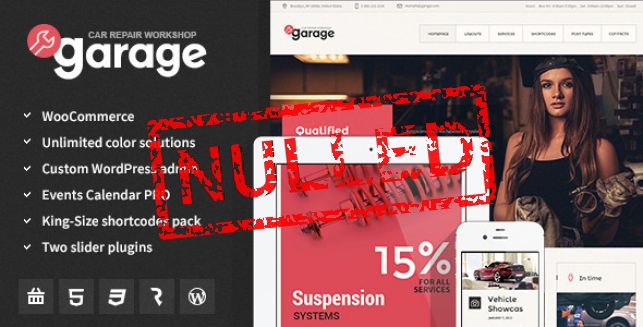 CAR REPAIR WORKSHOP
garage
WooCommerce
Unlimited color solutions
Custom WordPress admin
Events Calendar PRO
King-Size shortcodes pack
Two slider plugins
garage
HOMEPAGE
LAYOUTS
SERVICES
SHORTCODES
POST TYPES
CONTACTS
NULLED
Qualified
15%
FOR ALL
SERVICES
Suspension
SYSTEMS
Vehicle
Showcas
In time